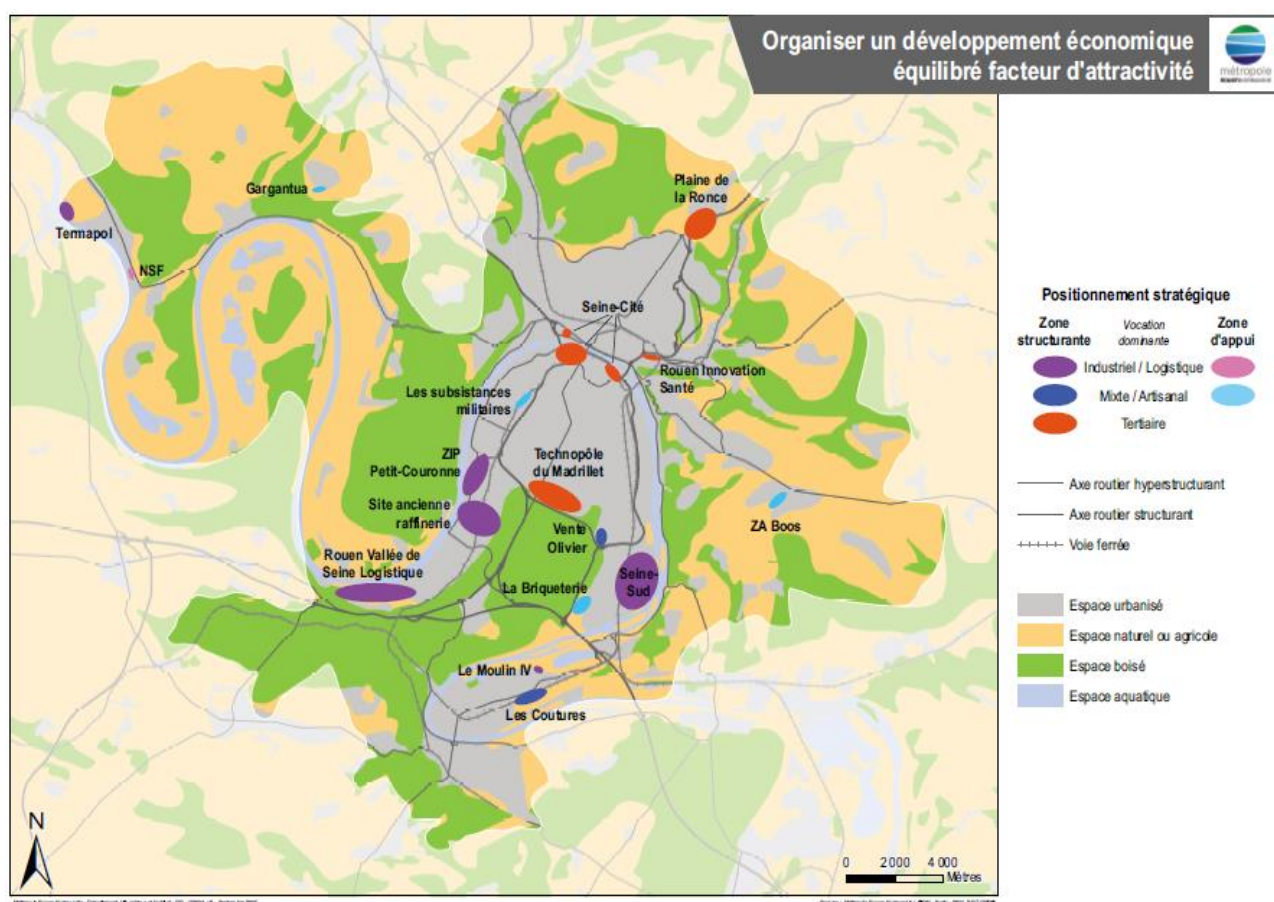 Organiser un développement économique
équilibré facteur d'attractivité
métropole
Gargantua
Plaine de
la Ronce
Termapol
NSF
Seine-Cité
Rouen Innovation
Santé
Les subsistances
militaires
ZIP
Petit-Couronne
Technopôle
du Madrillet
Site ancienne
raffinerie
ZA Boos
Vente
Olivier
Rouen Vallée de
Seine Logistique
La Briqueterie
Seine-
Sud
Le Moulin IV
Les Coutures
N
0 2 000 4 000
Mètres
Positionnement stratégique
Zone
structurante
Vocation
dominante
Zone
d'appui
Industriel / Logistique
Mixte / Artisanal
Tertiaire
Axe routier hyperstructurant
Axe routier structurant
Voie ferrée
Espace urbanisé
Espace naturel ou agricole
Espace boisé
Espace aquatique